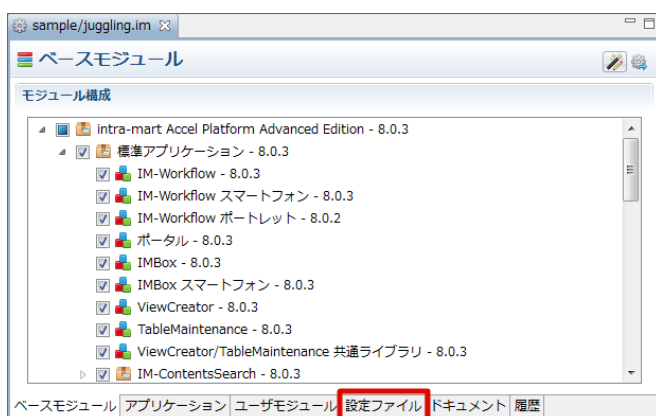 sample/juggling.im
ベースモジュール
モジュール構成
intra-mart Accel Platform Advanced Edition - 8.0.3
標準アプリケーション - 8.0.3
IM-Workflow - 8.0.3
IM-Workflow スマートフォン - 8.0.3
IM-Workflow ポートレット - 8.0.2
ポータル - 8.0.3
IMBox - 8.0.3
IMBox スマートフォン - 8.0.3
ViewCreator - 8.0.3
TableMaintenance - 8.0.3
ViewCreator/TableMaintenance 共通ライブラリ - 8.0.3
IM-ContentsSearch - 8.0.3
ベースモジュール アプリケーション ユーザモジュール 設定ファイル ドキュメント 履歴